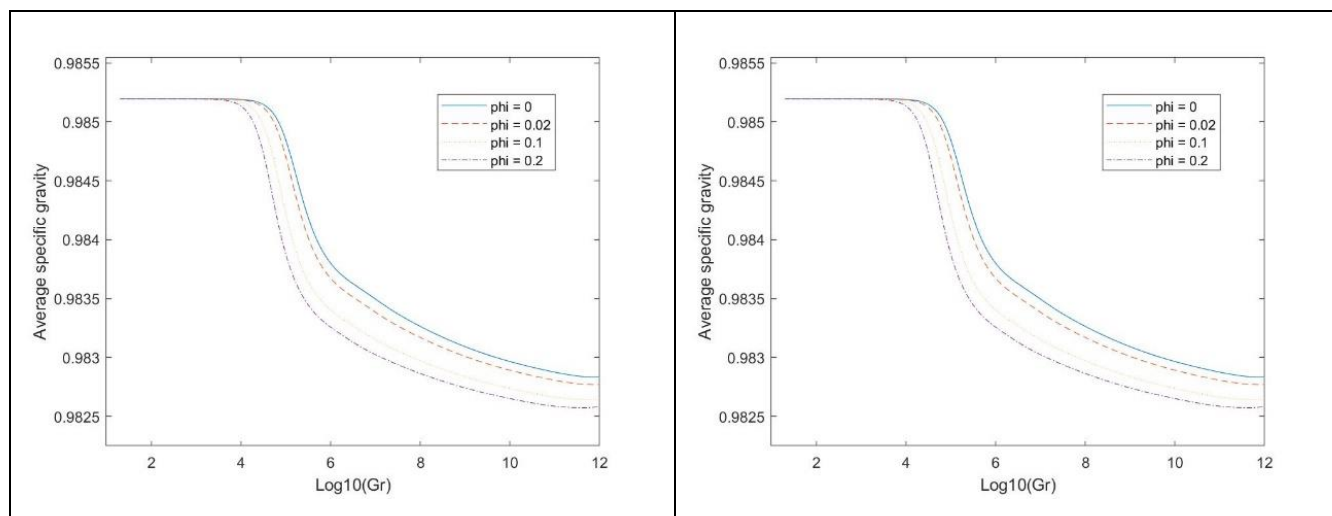 0.9855
0.985
0.9845
0.984
0.9835
0.983
0.9825
Average specific gravity
phi = 0
phi = 0.02
phi = 0.1
phi = 0.2
2 4 6 8 10 12
Log10(Gr)
0.9855
0.985
0.9845
0.984
0.9835
0.983
0.9825
Average specific gravity
phi = 0
phi = 0.02
phi = 0.1
phi = 0.2
2 4 6 8 10 12
Log10(Gr)